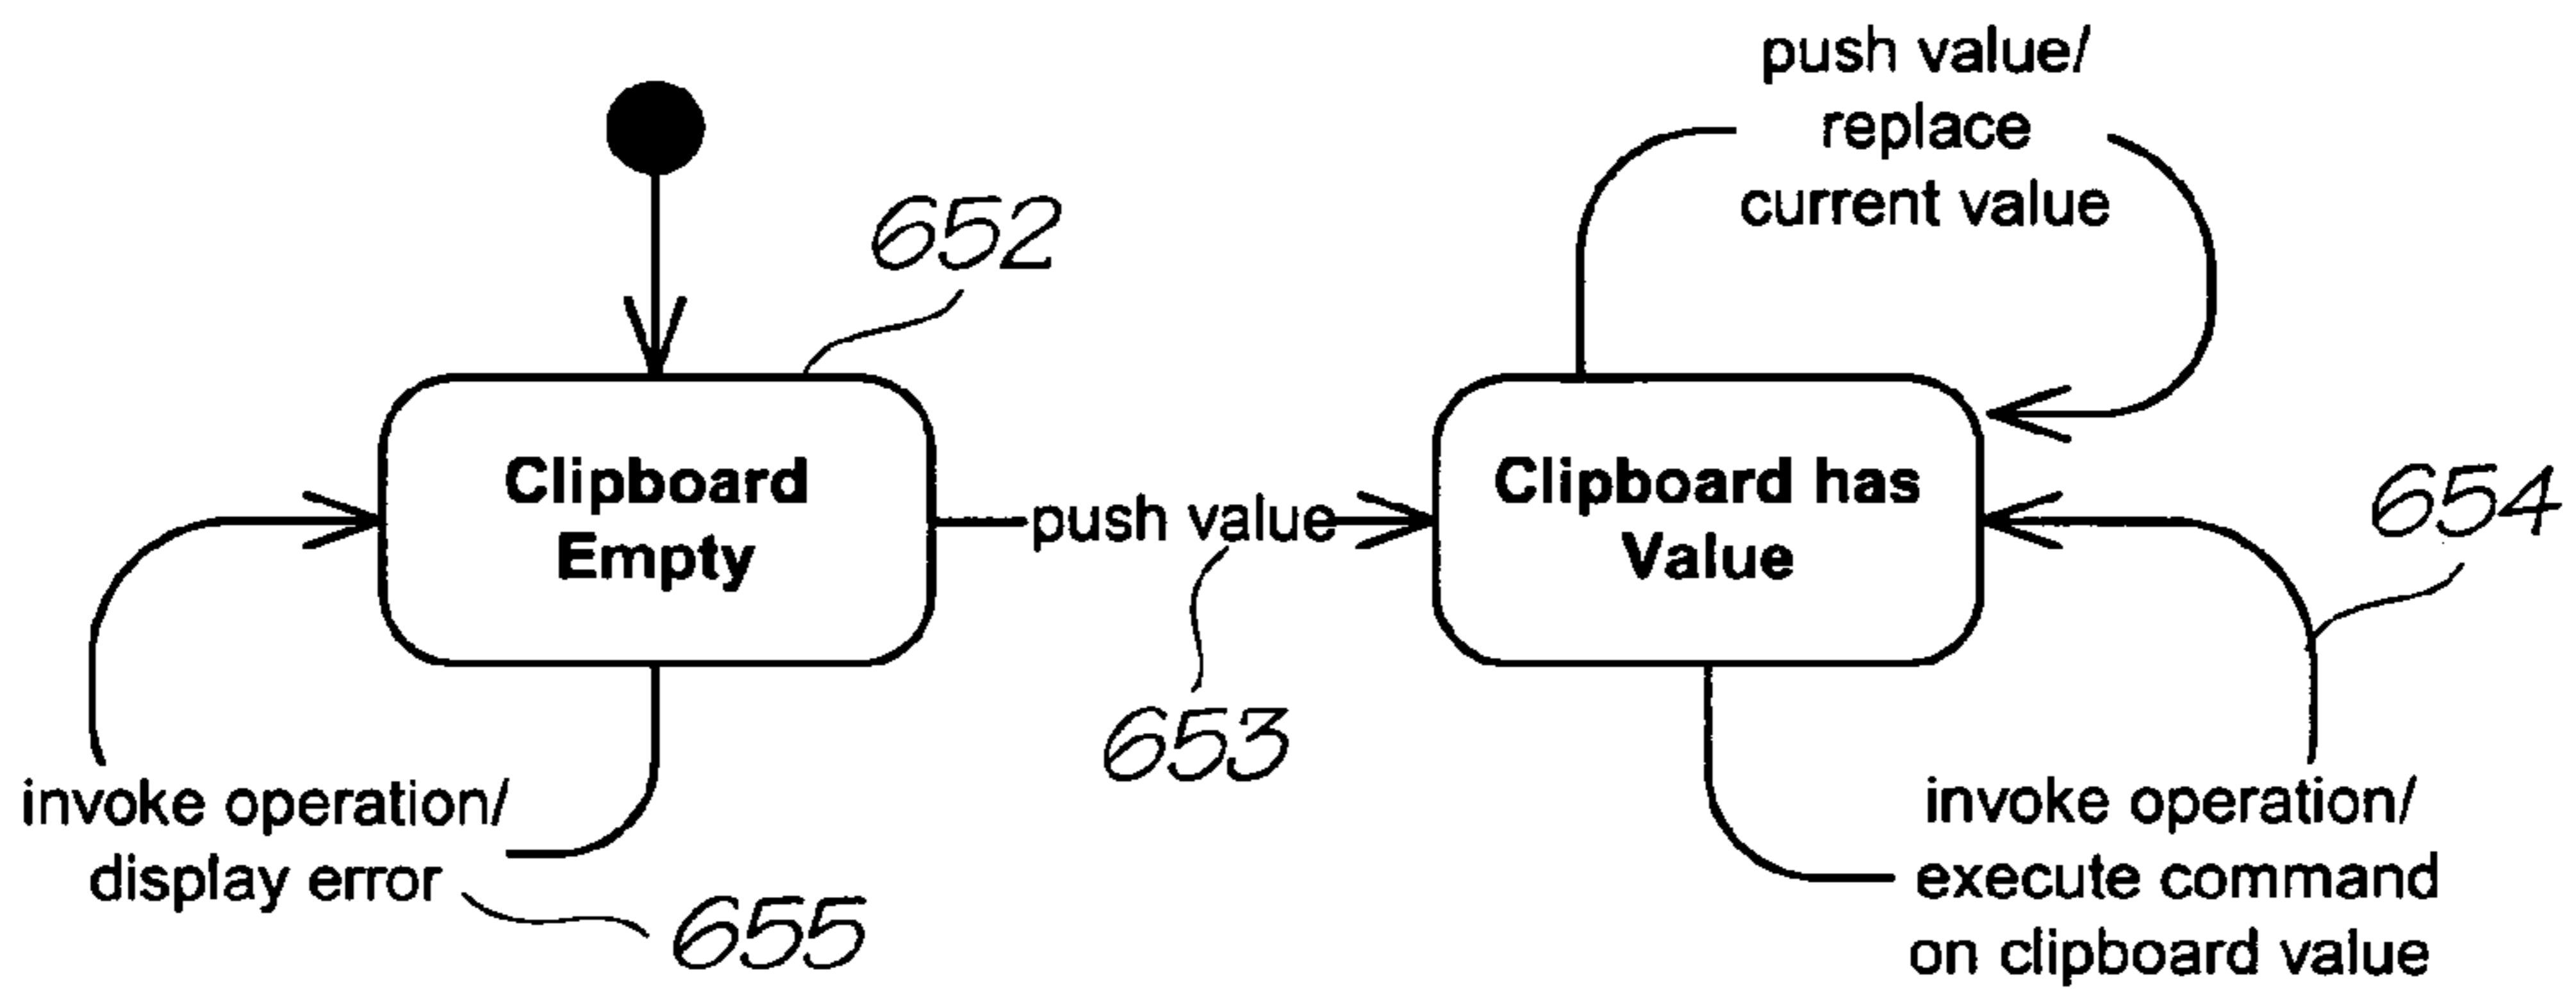 push value/
replace
current value
652
Clipboard
Empty
push value
Clipboard has
Value
654
653
invoke operation/
display error
655
invoke operation/
execute command
on clipboard value